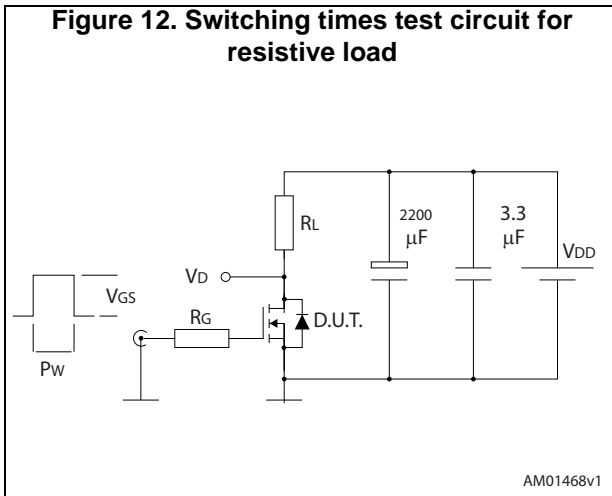 Figure 12. Switching times test circuit for
resistive load
RL
2200
μF
3.3
μF
VDD
VD
VGS
RG
D.U.T.
PW
AM01468v1